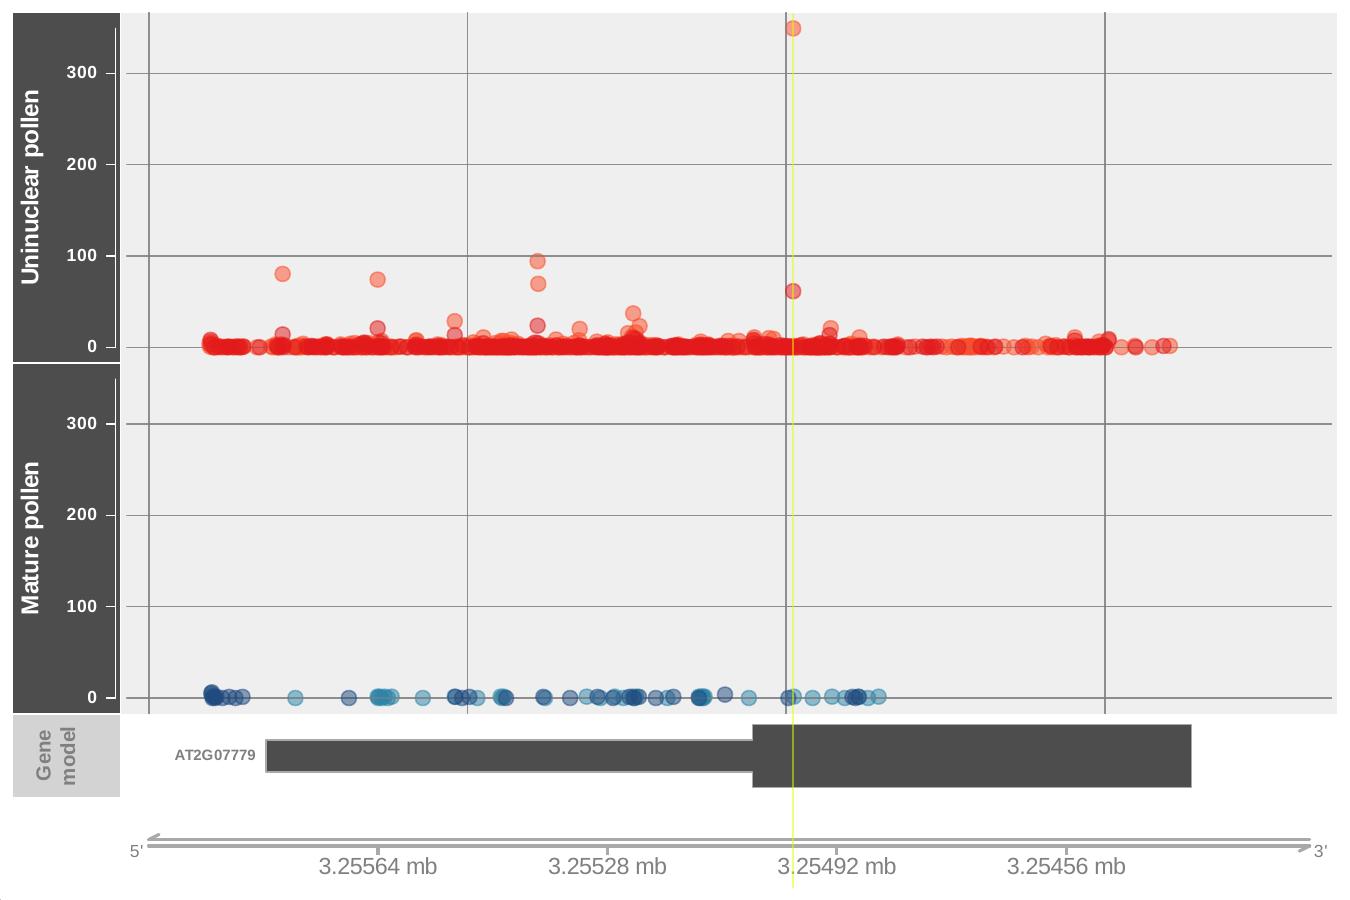 Uninuclear pollen
300
200
100
0
Mature pollen
300
200
100
0
Gene
model
AT2G07779
5'
3'
3.25564 mb
3.25528 mb
3.25492 mb
3.25456 mb